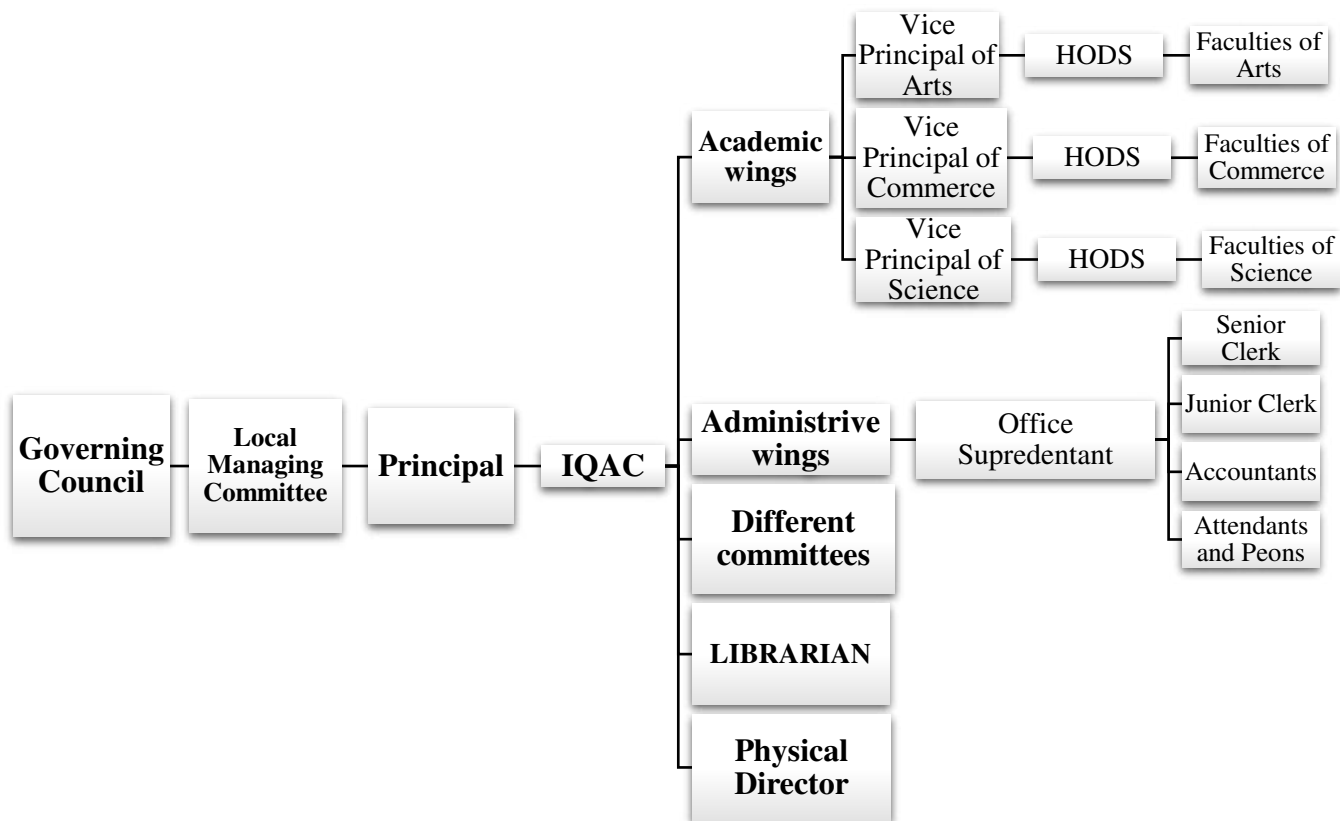 Governing
Council
Local
Managing
Committee
Principal
IQAC
Academic
wings
Vice
Principal of
Arts
HODS
Faculties of
Arts
Vice
Principal of
Commerce
HODS
Faculties of
Commerce
Vice
Principal of
Science
HODS
Faculties of
Science
Administrive
wings
Office
Supredentant
Senior
Clerk
Junior Clerk
Accountants
Attendants
and Peons
Different
committees
LIBRARIAN
Physical
Director